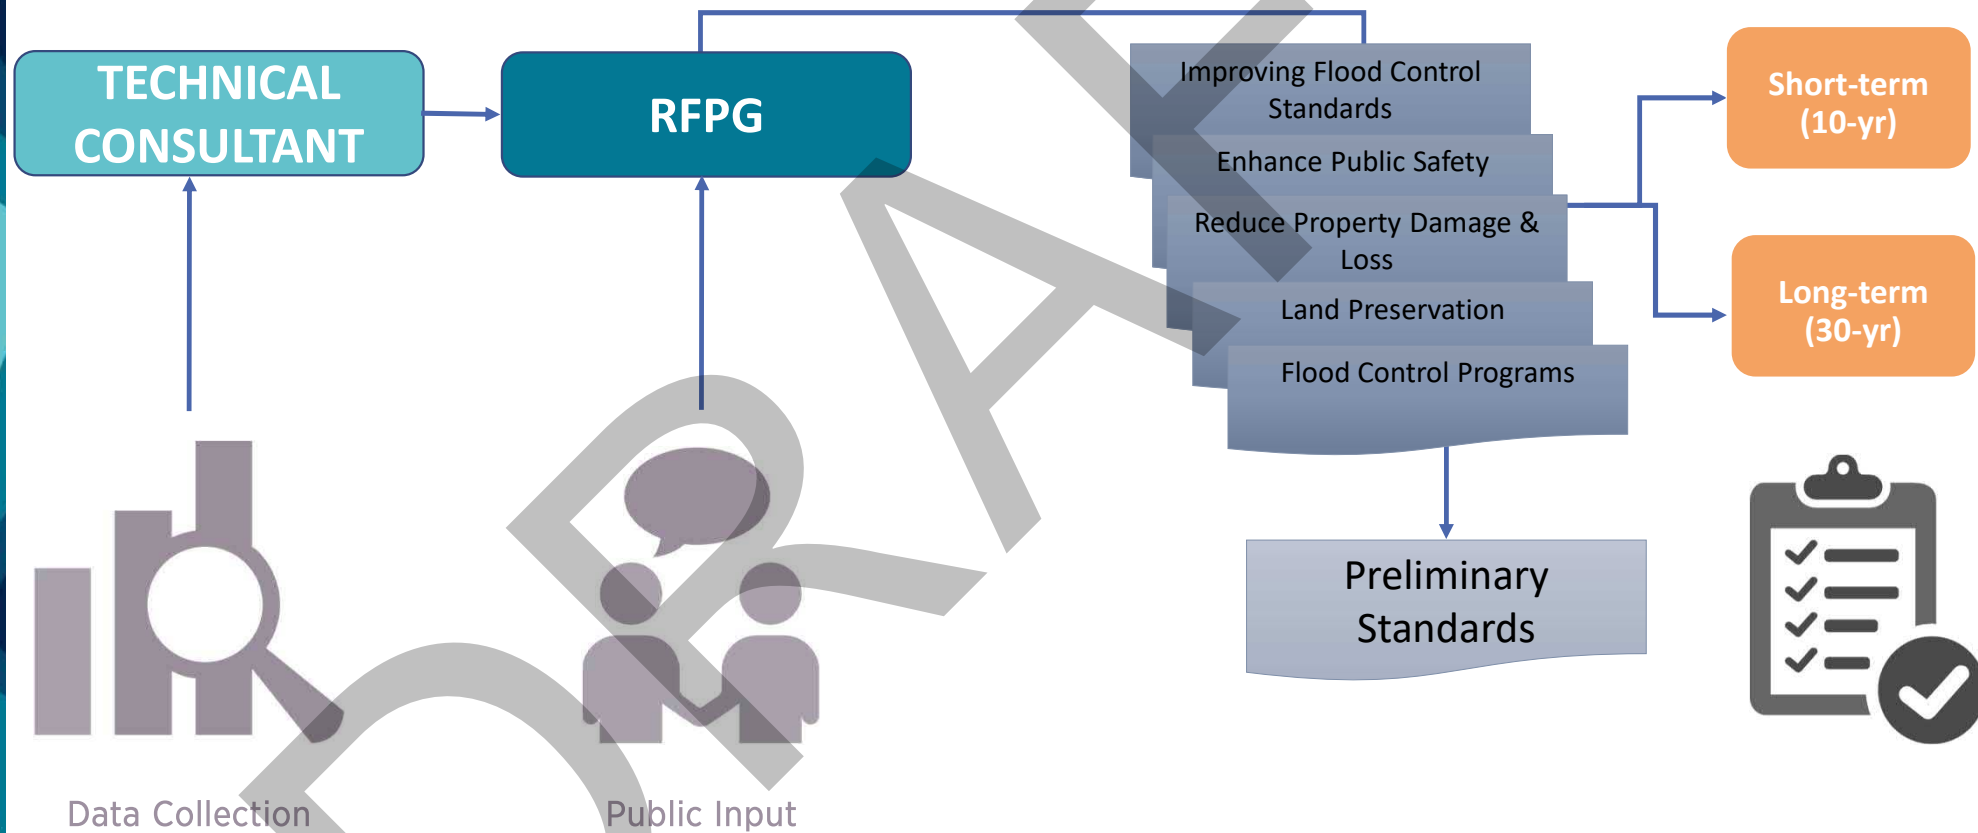 TECHNICAL
CONSULTANT
RFPG
Improving Flood Control
Standards
Enhance Public Safety
Reduce Property Damage &
Loss
Land Preservation
Flood Control Programs
Short-term
(10-yr)
Long-term
(30-yr)
Preliminary
Standards
Data Collection
Public Input
DRAF